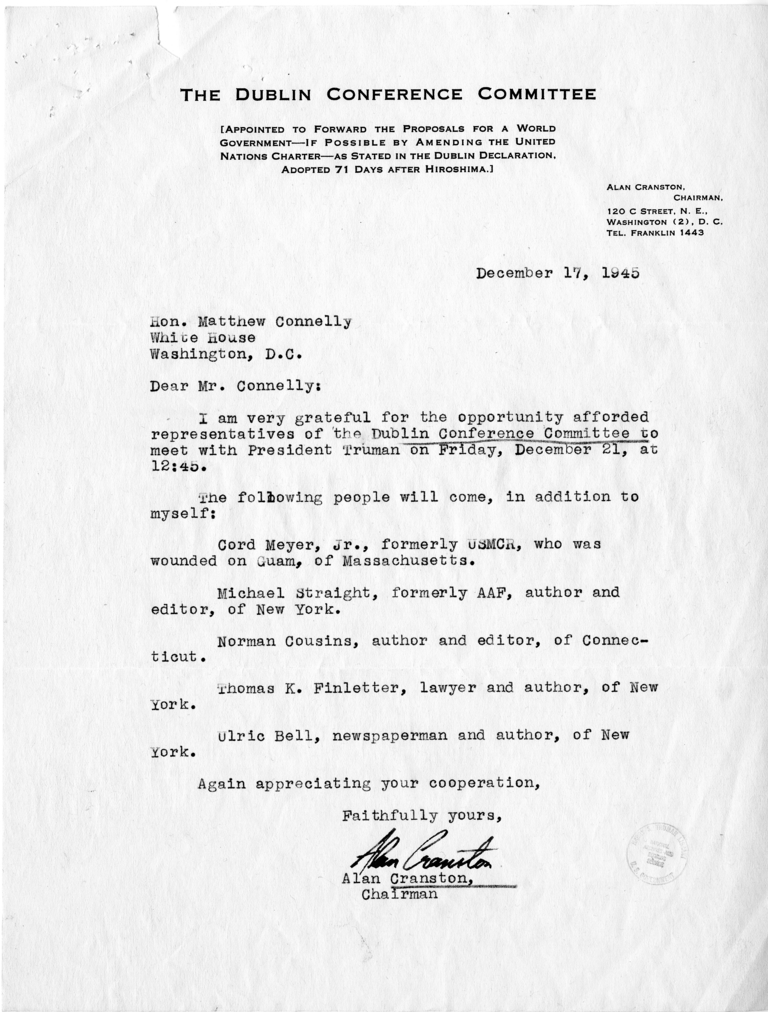 THE DUBLIN CONFERENCE COMMITTEE
[APPOINTED TO FORWARD THE PROPOSALS FOR A WORLD
GOVERNMENT—IF POSSIBLE BY AMENDING THE UNITED
NATIONS CHARTER—AS STATED IN THE DUBLIN DECLARATION,
ADOPTED 71 DAYS AFTER HIROSHIMA.]
ALAN CRANSTON,
CHAIRMAN,
120 C STREET, N. E.,
WASHINGTON (2), D. C.
TEL. FRANKLIN 1443
December 17, 1945
Hon. Matthew Connelly
White House
Washington, D.C.
Dear Mr. Connelly:
I am very grateful for the opportunity afforded
representatives of the Dublin Conference Committee to
meet with President Truman on Friday, December 21, at
12:45.
The following people will come, in addition to
myself:
Cord Meyer, Jr., formerly USMCR, who was
wounded on Guam, of Massachusetts.
Michael Straight, formerly AAF, author and
editor, of New York.
Norman Cousins, author and editor, of Connec-
ticut.
Thomas K. Finletter, lawyer and author, of New
York.
Ulric Bell, newspaperman and author, of New
York.
Again appreciating your cooperation,
Faithfully yours,
Alan Cranston
Alan Cranston,
Chairman